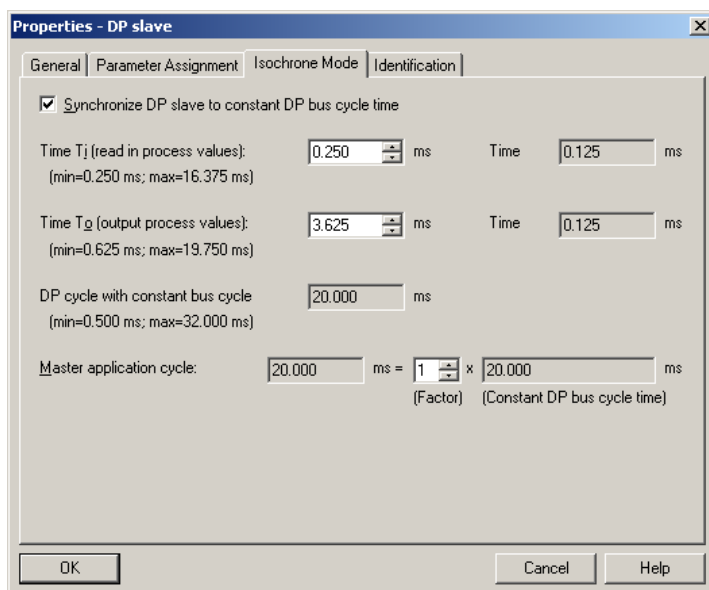 Properties - DP slave
General Parameter Assignment Isochrone Mode Identification
Synchronize DP slave to constant DP bus cycle time
Time Ti (read in process values): 0.250 ms Time 0.125 ms
(min=0.250 ms; max=16.375 ms)
Time To (output process values): 3.625 ms Time 0.125 ms
(min=0.625 ms; max=19.750 ms)
DP cycle with constant bus cycle 20.000 ms
(min=0.500 ms; max=32.000 ms)
Master application cycle: 20.000 ms = 1 x 20.000 ms
(Factor) (Constant DP bus cycle time)
OK Cancel Help